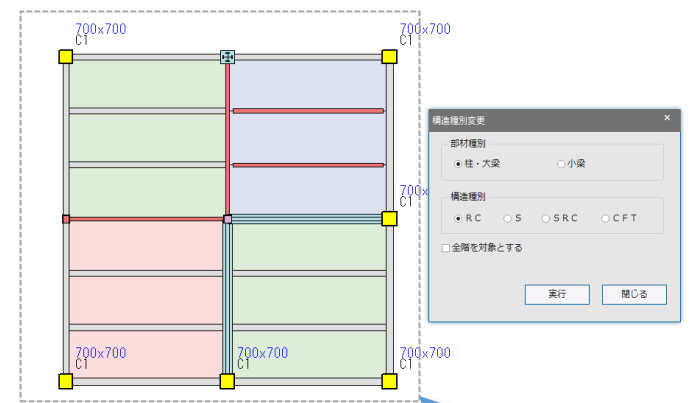 700x700
C1
700x700
C1
構造種別変更
×
部材種別
柱・大梁
小梁
700x
C1
構造種別
RC
S
SRC
CFT
全階を対象とする
実行
閉じる
700x700
C1
700x700
C1
700x700
C1